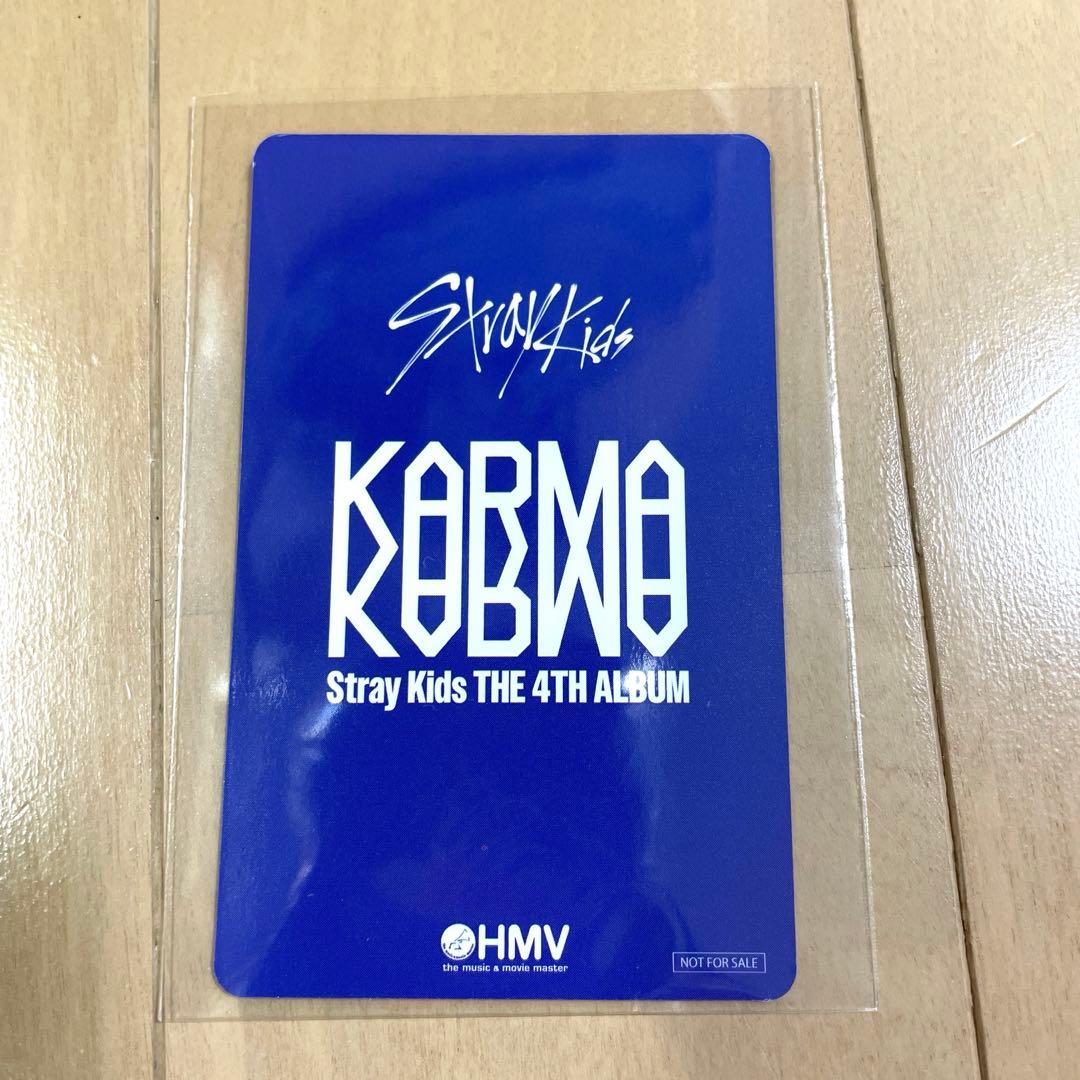 Stray Kids
KARMA
Stray Kids THE 4TH ALBUM
HMV
the music & movie master
NOT FOR SALE